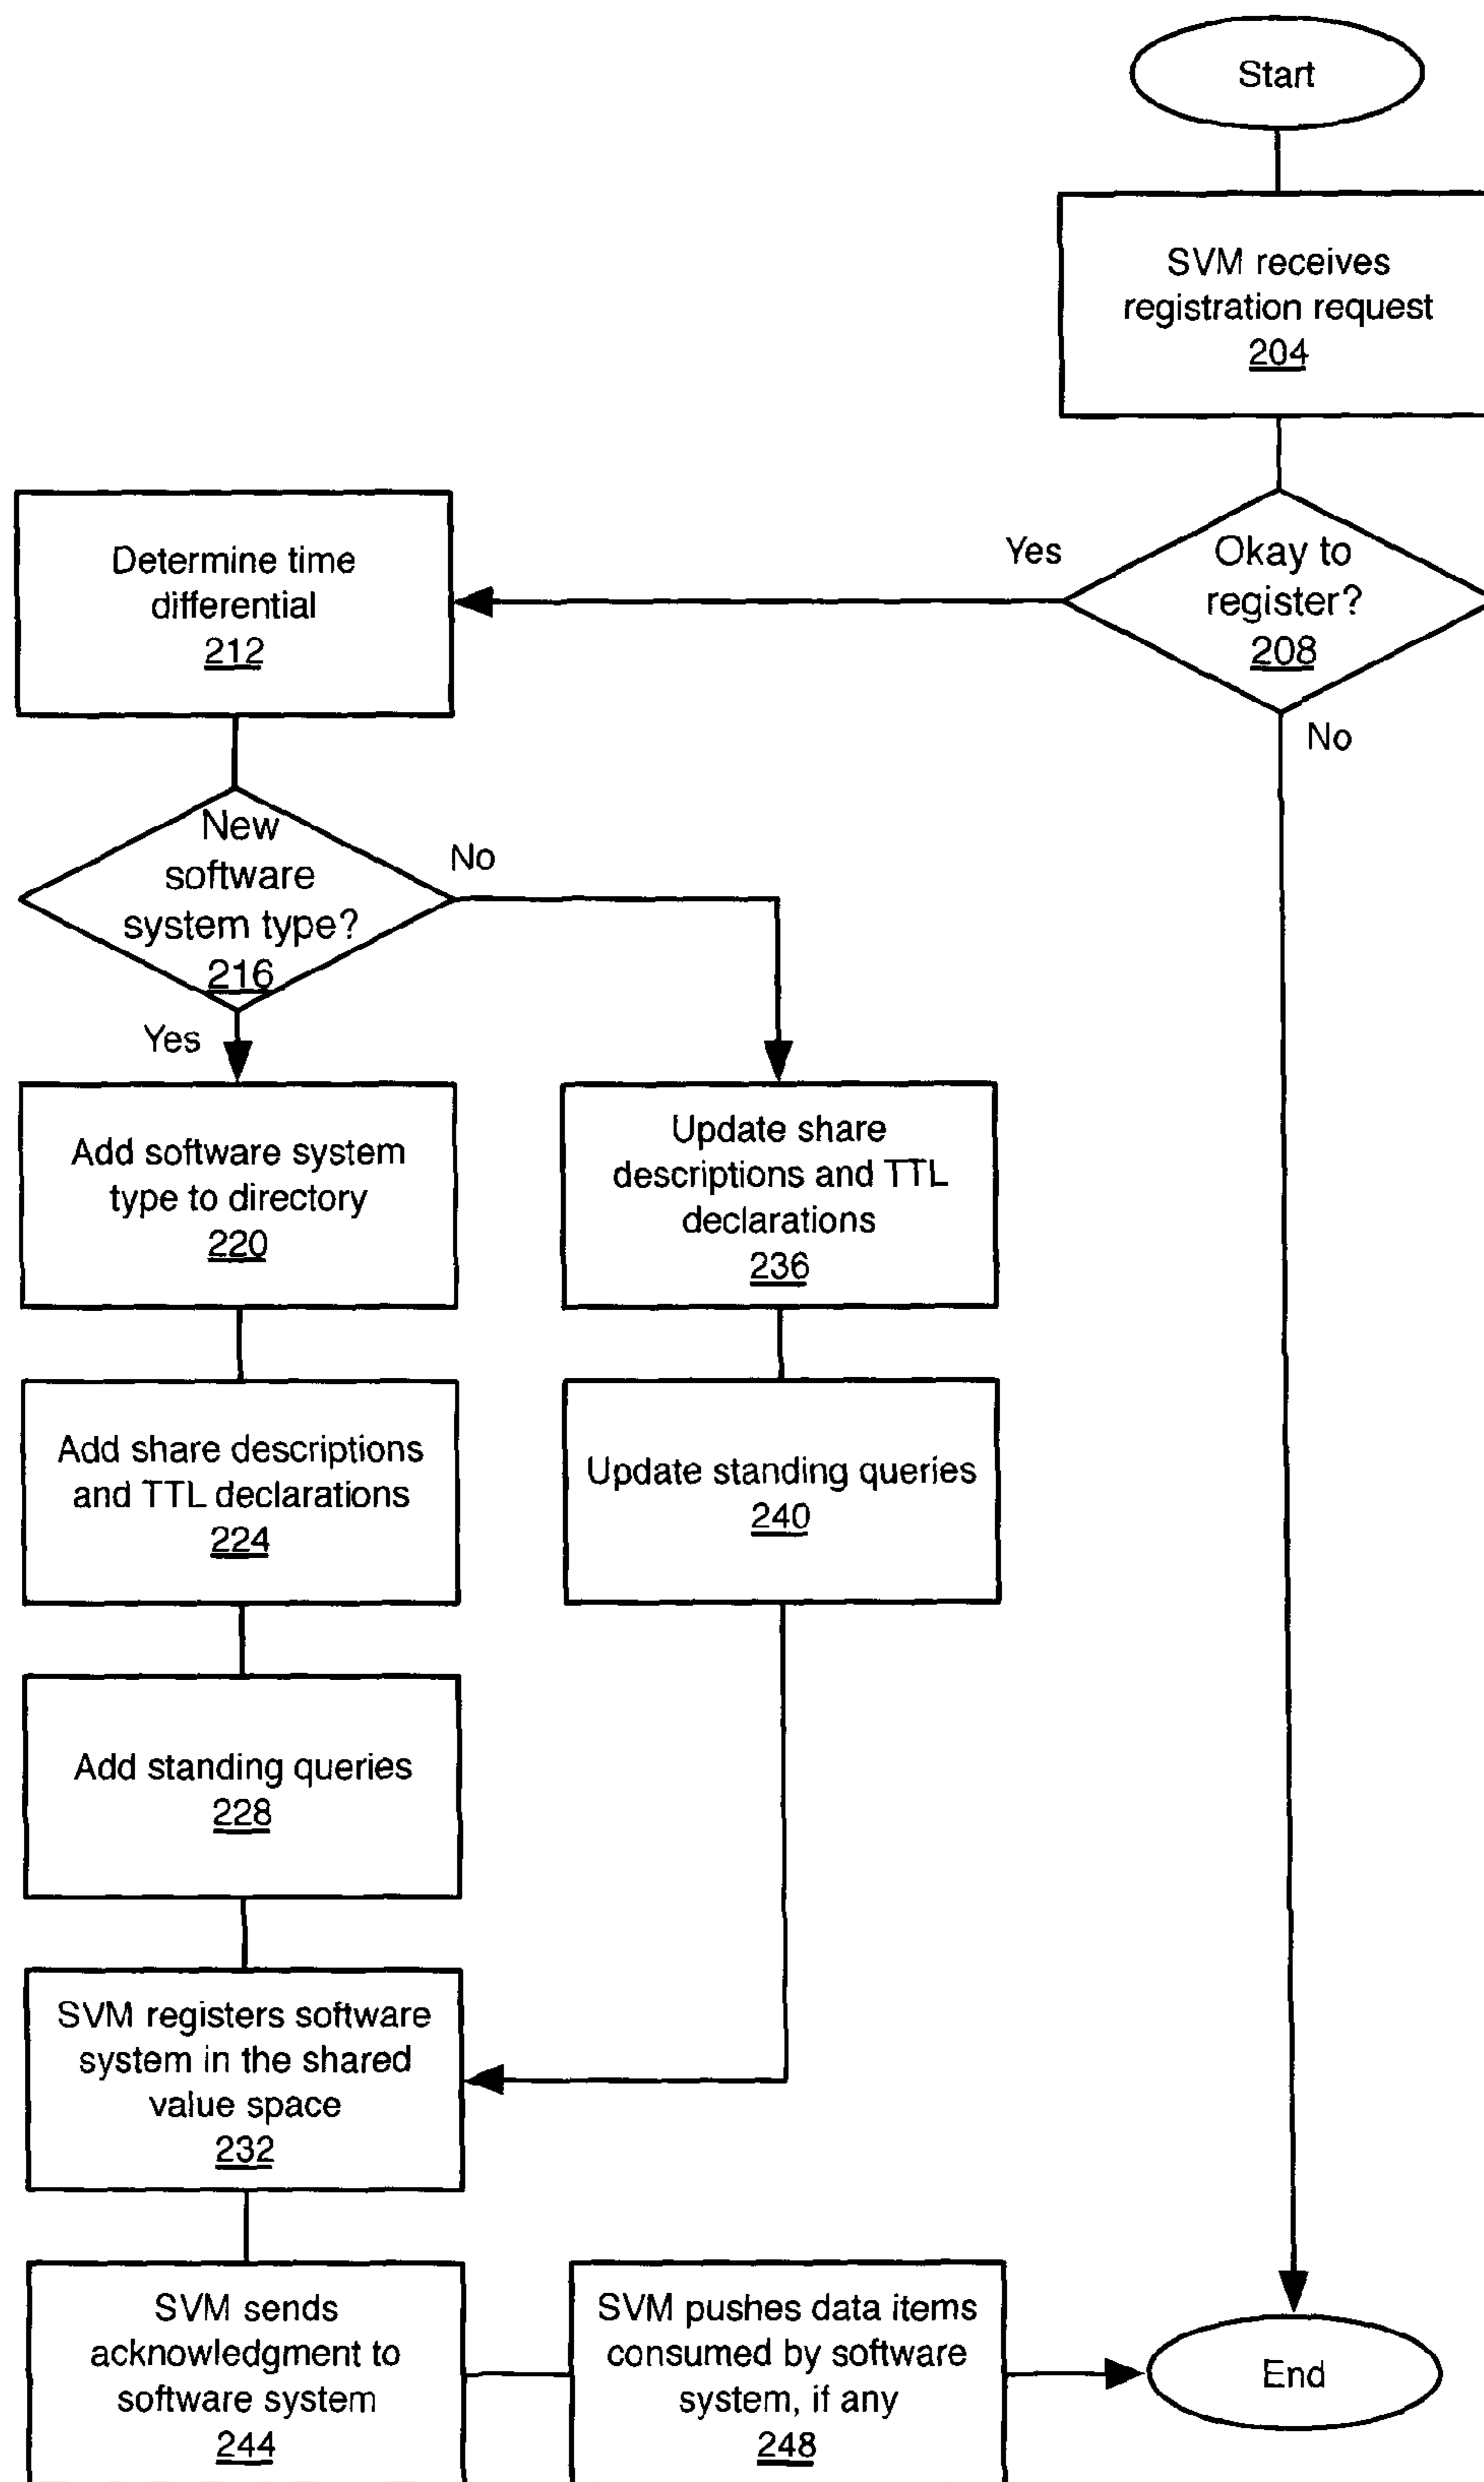 Start
SVM receives
registration request
204
Okay to
register?
208
Yes
No
Determine time
differential
212
New
software
system type?
216
No
Yes
Add software system
type to directory
220
Update share
descriptions and TTL
declarations
236
Add share descriptions
and TTL declarations
224
Update standing queries
240
Add standing queries
228
SVM registers software
system in the shared
value space
232
SVM sends
acknowledgment to
software system
244
SVM pushes data items
consumed by software
system, if any
248
End